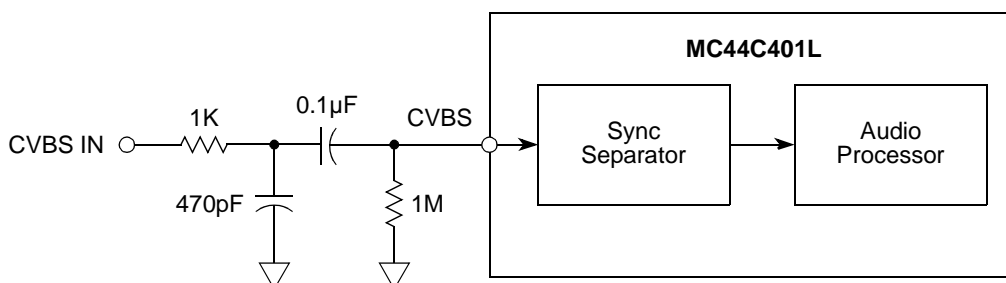 MC44C401L
0.1µF
1K
CVBS
CVBS IN
Sync
Separator
Audio
Processor
470pF
1M